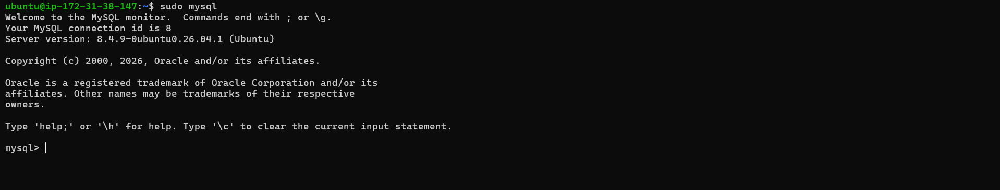 ubuntu@ip-172-31-38-147:~$ sudo mysql
Welcome to the MySQL monitor.  Commands end with ; or \g.
Your MySQL connection id is 8
Server version: 8.4.9-0ubuntu0.26.04.1 (Ubuntu)

Copyright (c) 2000, 2026, Oracle and/or its affiliates.

Oracle is a registered trademark of Oracle Corporation and/or its
affiliates. Other names may be trademarks of their respective
owners.

Type 'help;' or '\h' for help. Type '\c' to clear the current input statement.

mysql>